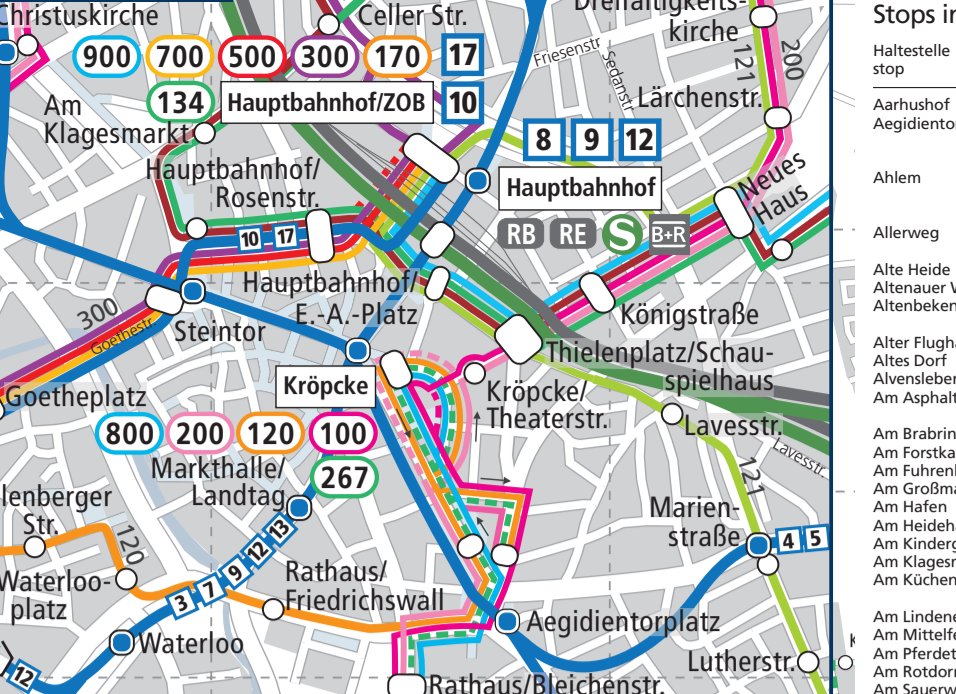 Christuskirche
Celler Str.
Dreifaltigkeits-
kirche
900
700
500
300
170
17
134
Hauptbahnhof/ZOB
10
Am
Klagesmarkt
Friesenstr
Sedanstr
121
200
Lärchenstr.
8
9
12
Hauptbahnhof
RB
RE
S
B+R
Neues
Haus
Hauptbahnhof/
Rosenstr.
10
17
Hauptbahnhof/
E.-A.-Platz
300
Goethestr.
Steintor
Königstraße
Thielenplatz/Schau-
spielhaus
Kröpcke
Kröpcke/
Theaterstr.
Goetheplatz
800
200
120
100
267
Lavesstr.
Lavesstr.
121
Markthalle/
Landtag
lenberger
Str.
120
Marien-
straße
4
5
Waterloo-
platz
3
7
9
12
13
Rathaus/
Friedrichswall
Waterloo
Aegidientorplatz
12
Lutherstr.
Rathaus/Bleichenstr.
K
Stops in
Haltestelle
stop
Aarhushof
Aegidientor
Ahlem
Allerweg
Alte Heide
Altenauer W
Altenbeken
Alter Flugha
Altes Dorf
Alvensleben
Am Asphalt
Am Brabrin
Am Forstka
Am Fuhrenk
Am Großma
Am Hafen
Am Heideha
Am Kinderg
Am Klagesm
Am Küchen
Am Lindene
Am Mittelfe
Am Pferdet
Am Rotdorn
Am Sauerw